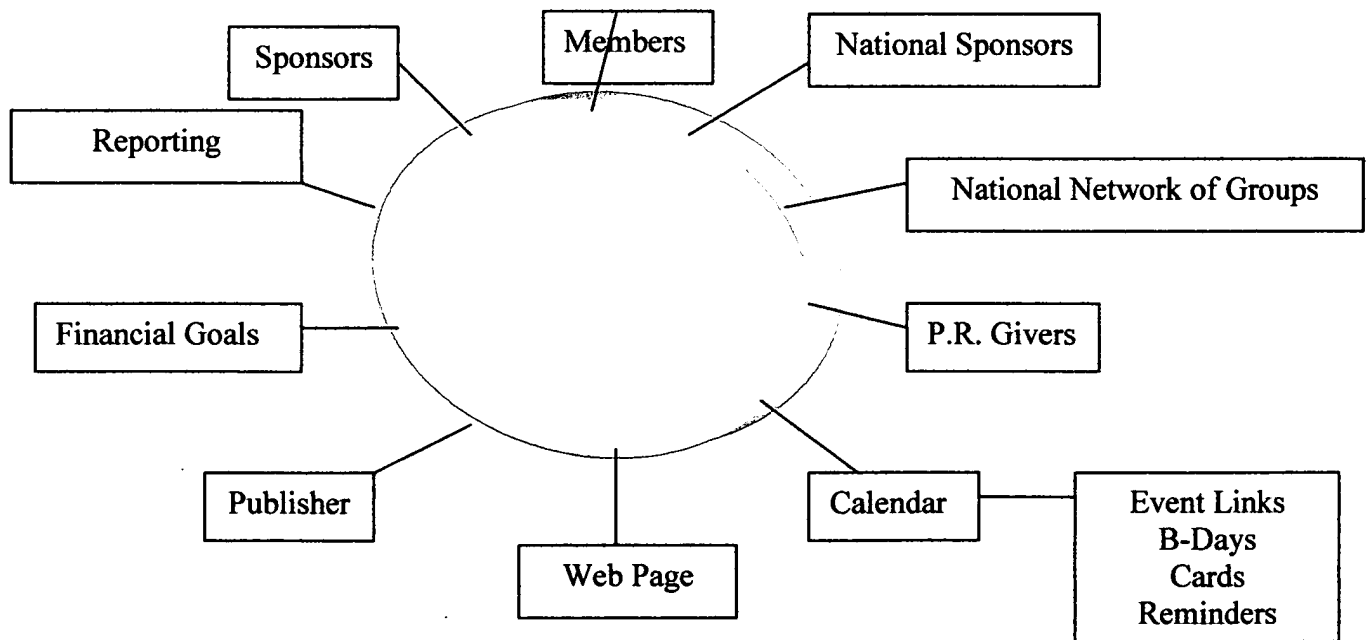 Members
National Sponsors
Sponsors
Reporting
National Network of Groups
Financial Goals
P.R. Givers
Publisher
Calendar
Event Links
B-Days
Cards
Reminders
Web Page